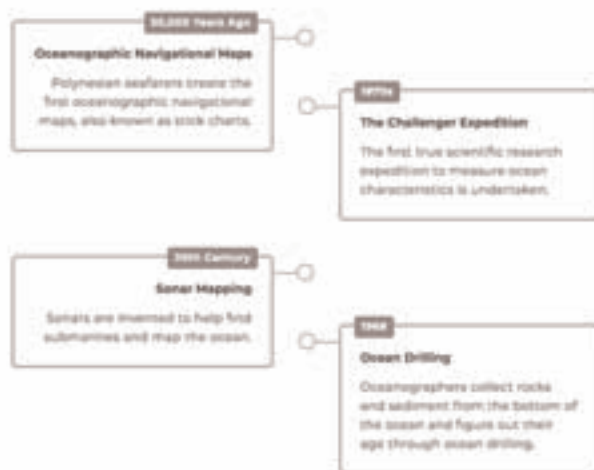 Years Ago
Oceanographic Navigational Maps
Polynesian seafarers create the
first oceanographic navigational
maps, also known as stick charts.
The Challenger Expedition
The first true scientific research
expedition to measure ocean
characteristics is undertaken.
20th Century
Sonar Mapping
Sonars are invented to help find
submarines and map the ocean.
Ocean Drilling
Oceanographers collect rocks
and sediment from the bottom of
the ocean and figure out their
age through ocean drilling.